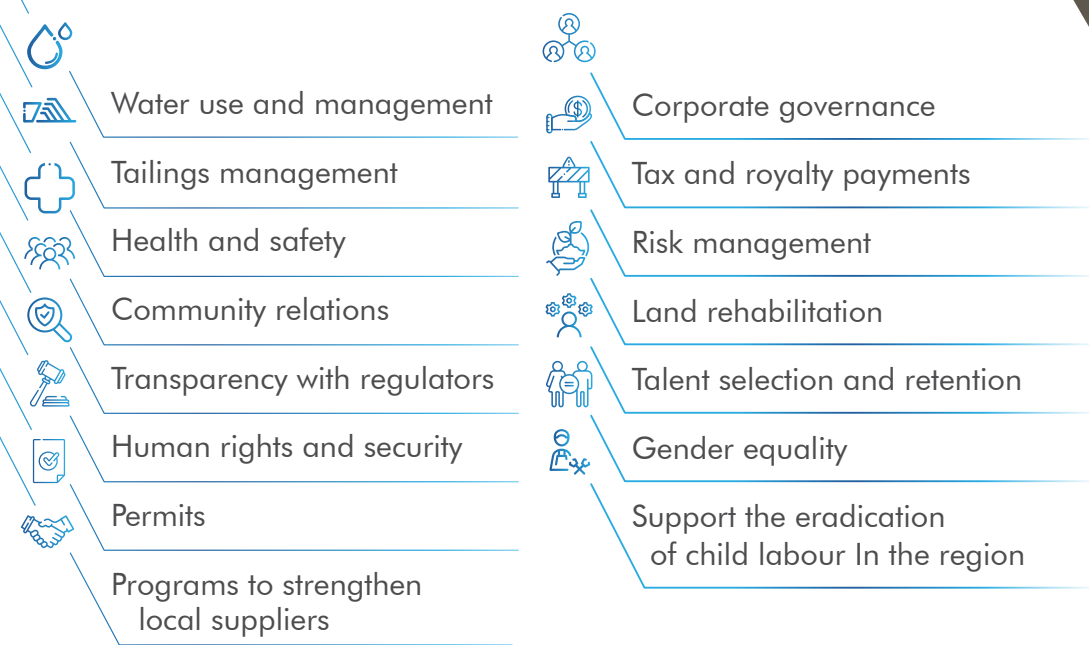 Water use and management
Tailings management
Health and safety
Community relations
Transparency with regulators
Human rights and security
Permits
Programs to strengthen
local suppliers
Corporate governance
Tax and royalty payments
Risk management
Land rehabilitation
Talent selection and retention
Gender equality
Support the eradication
of child labour In the region